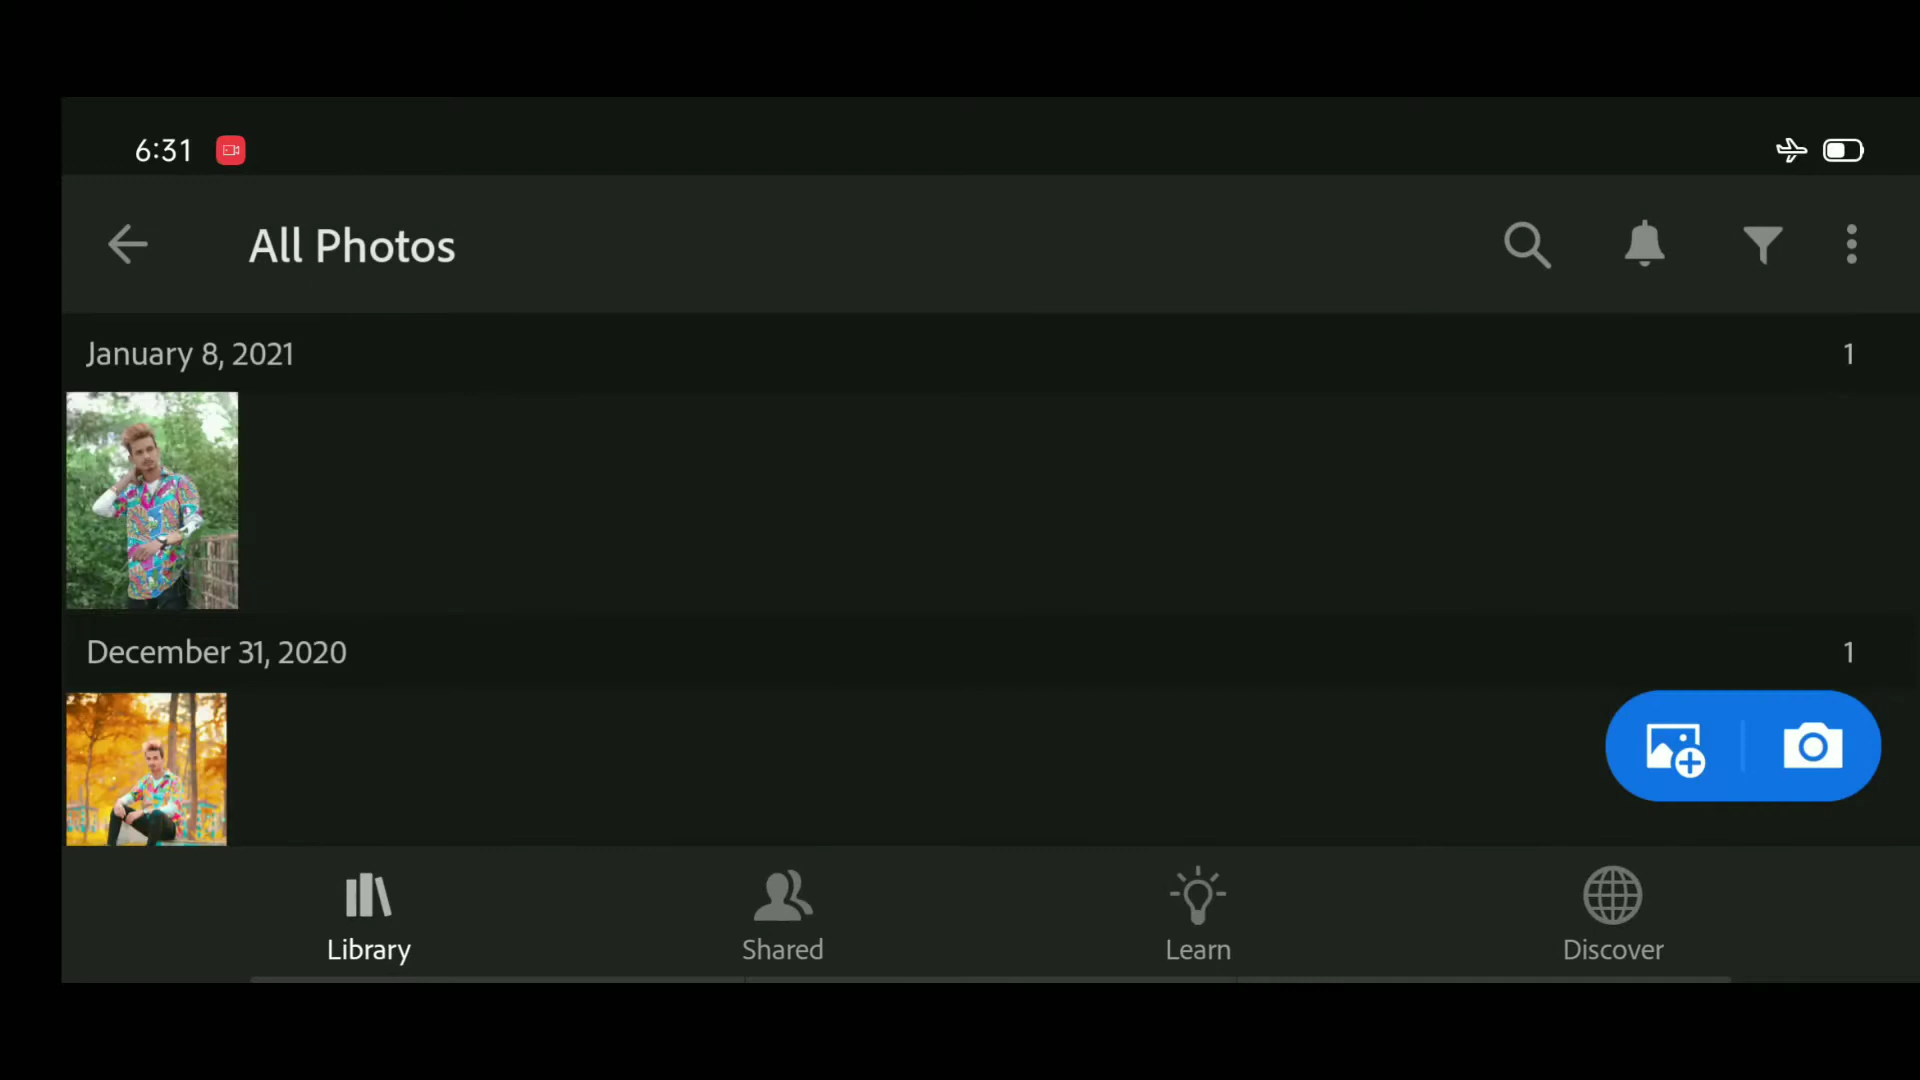 6:31
All Photos
January 8, 2021 1
December 31, 2020 1
Library Shared Learn Discover